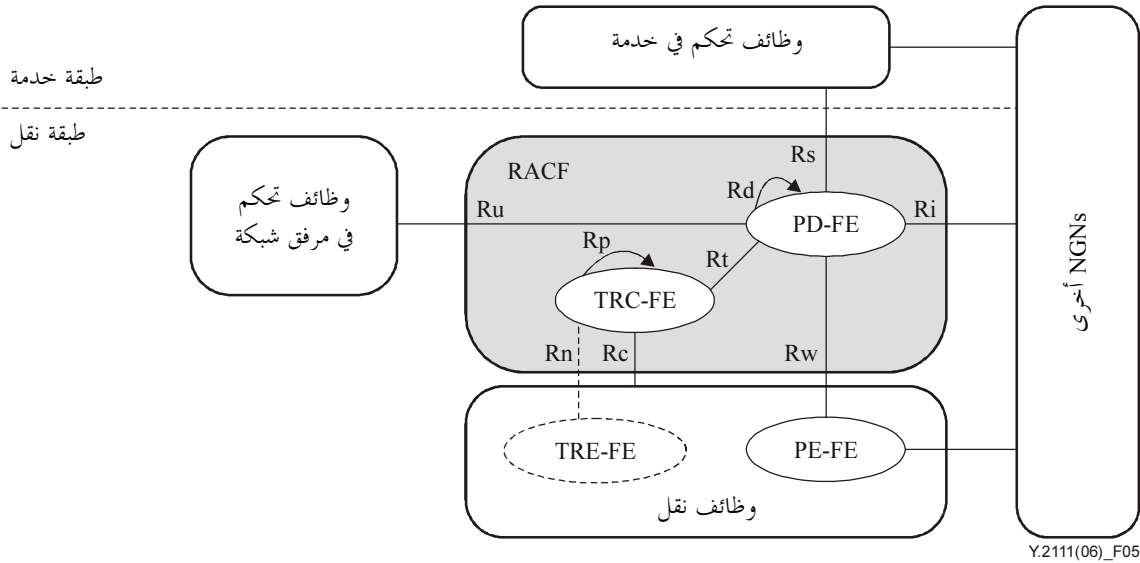 وظائف تحكم في خدمة
طبقة خدمة
طبقة نقل
RACF
Rs
Rd
وظائف تحكم
في مرفق شبكة
Ru
PD-FE
Ri
Rp
Rt
TRC-FE
Rn
Rc
Rw
TRE-FE
PE-FE
وظائف نقل
NGNs أخرى
Y.2111(06)_F05